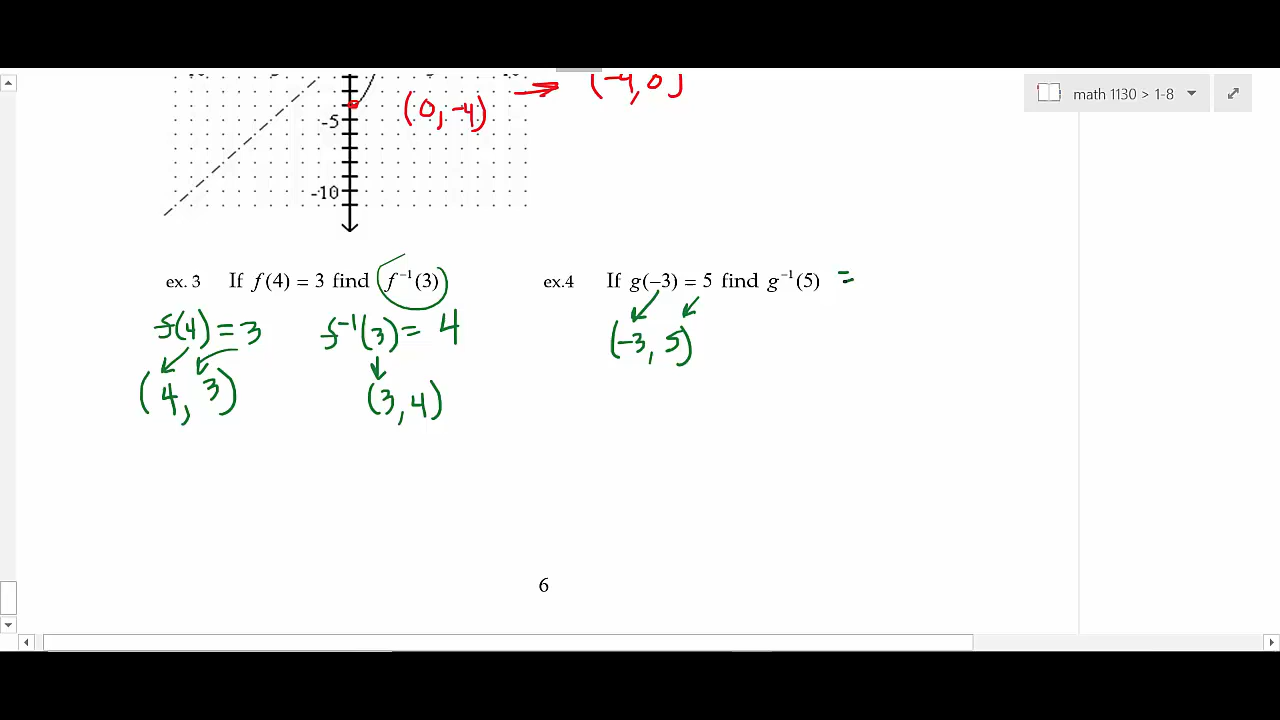 math 1130 > 1-8
(-4, 0)
(0, -4)
-5
-10
ex. 3 If f(4) = 3 find f⁻¹(3)
f(4) = 3 f⁻¹(3) = 4
(4, 3) (3, 4)
ex.4 If g(−3) = 5 find g⁻¹(5) =
(-3, 5)
6